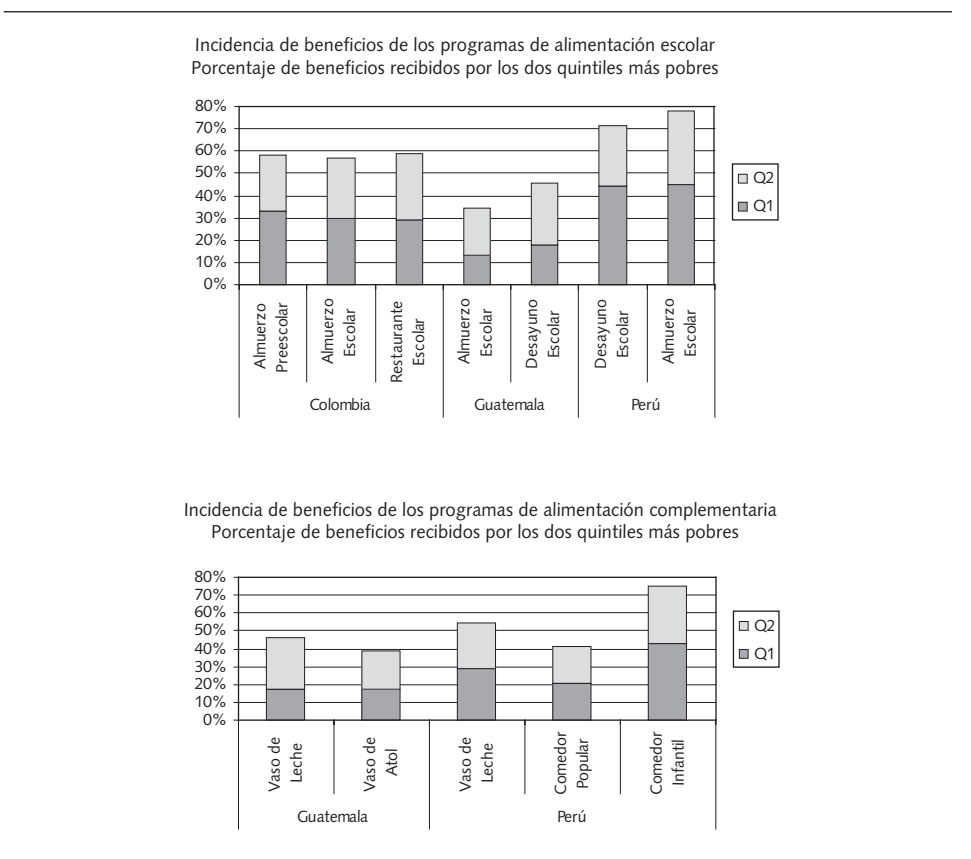 Incidencia de beneficios de los programas de alimentación escolar
Porcentaje de beneficios recibidos por los dos quintiles más pobres
80%
70%
60%
50%
40%
30%
20%
10%
0%
Q2
Q1
Almuerzo
Preescolar
Almuerzo
Escolar
Restaurante
Escolar
Almuerzo
Escolar
Desayuno
Escolar
Desayuno
Escolar
Almuerzo
Escolar
Colombia
Guatemala
Perú
Incidencia de beneficios de los programas de alimentación complementaria
Porcentaje de beneficios recibidos por los dos quintiles más pobres
80%
70%
60%
50%
40%
30%
20%
10%
0%
Q2
Q1
Vaso de
Leche
Vaso de
Atol
Vaso de
Leche
Comedor
Popular
Comedor
Infantil
Guatemala
Perú